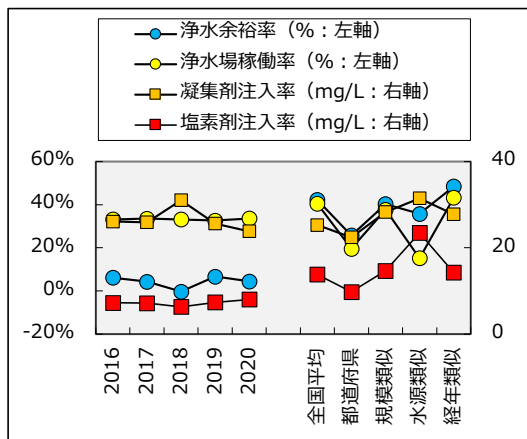 浄水余裕率（%：左軸）
浄水場稼働率（%：左軸）
凝集剤注入率（mg/L：右軸）
塩素剤注入率（mg/L：右軸）
60%
40%
20%
0%
-20%
40
20
0
2016
2017
2018
2019
2020
全国平均
都道府県
規模類似
水源類似
経年類似